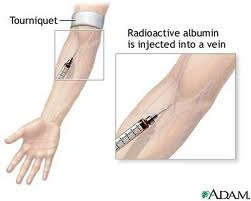 Tourniquet
Radioactive albumin
is injected into a vein
ADAM.